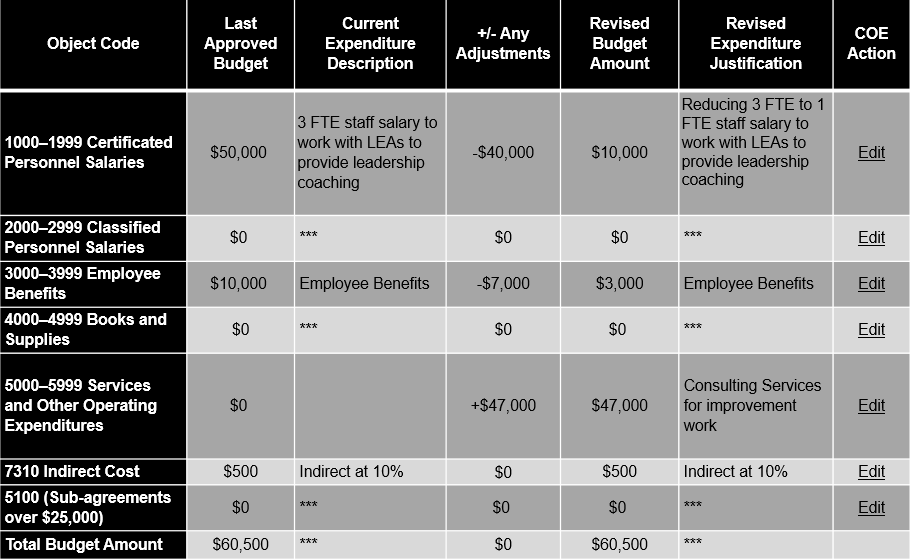 Object Code
Last
Approved
Budget
Current
Expenditure
Description
+/- Any
Adjustments
Revised
Budget
Amount
Revised
Expenditure
Justification
COE
Action
1000–1999 Certificated
Personnel Salaries
$50,000
3 FTE staff salary to
work with LEAs to
provide leadership
coaching
-$40,000
$10,000
Reducing 3 FTE to 1
FTE staff salary to
work with LEAs to
provide leadership
coaching
Edit
2000–2999 Classified
Personnel Salaries
$0
***
$0
$0
***
Edit
3000–3999 Employee
Benefits
$10,000
Employee Benefits
-$7,000
$3,000
Employee Benefits
Edit
4000–4999 Books and
Supplies
$0
***
$0
$0
***
Edit
5000–5999 Services
and Other Operating
Expenditures
$0
+$47,000
$47,000
Consulting Services
for improvement
work
Edit
7310 Indirect Cost
$500
Indirect at 10%
$0
$500
Indirect at 10%
Edit
5100 (Sub-agreements
over $25,000)
$0
***
$0
$0
***
Edit
Total Budget Amount
$60,500
***
$0
$60,500
***